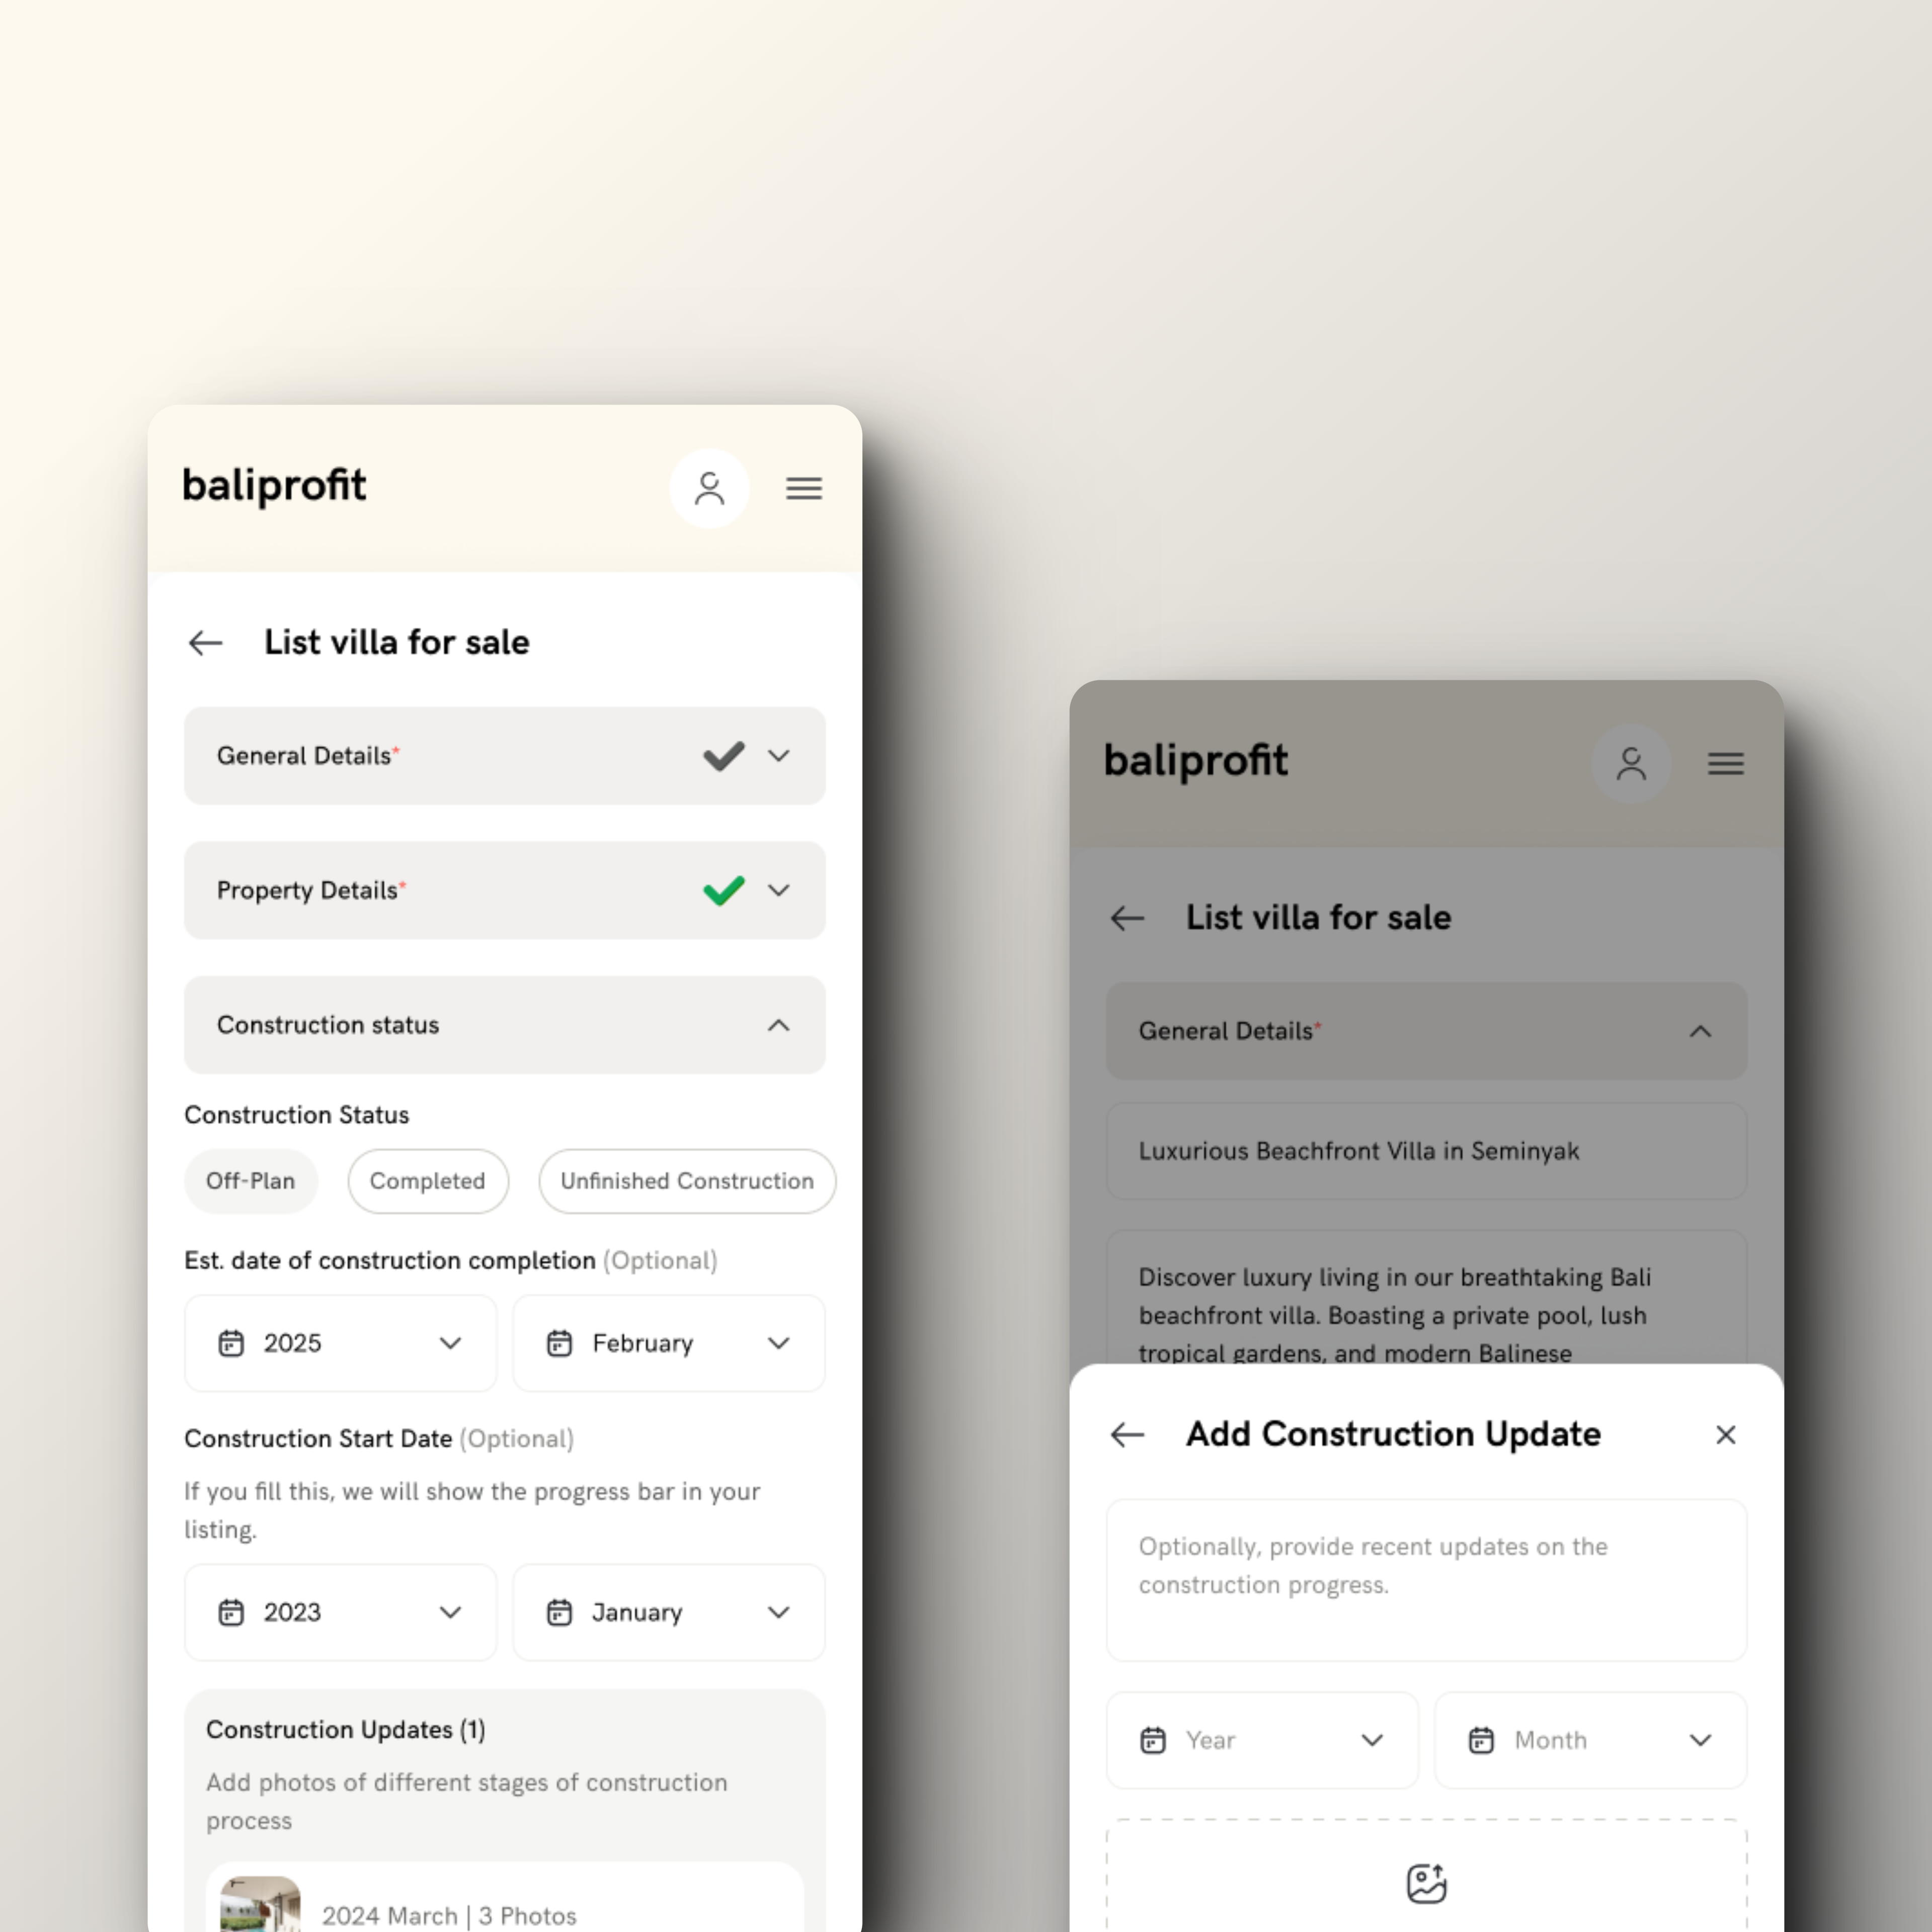 baliprofit
List villa for sale
General Details*
Property Details*
Construction status
Construction Status
Off-Plan Completed Unfinished Construction
Est. date of construction completion (Optional)
2025 February
Construction Start Date (Optional)
If you fill this, we will show the progress bar in your
listing.
2023 January
Construction Updates (1)
Add photos of different stages of construction
process
2024 March | 3 Photos
baliprofit
List villa for sale
General Details*
Luxurious Beachfront Villa in Seminyak
Discover luxury living in our breathtaking Bali
beachfront villa. Boasting a private pool, lush
tropical gardens, and modern Balinese
Add Construction Update
Optionally, provide recent updates on the
construction progress.
Year Month